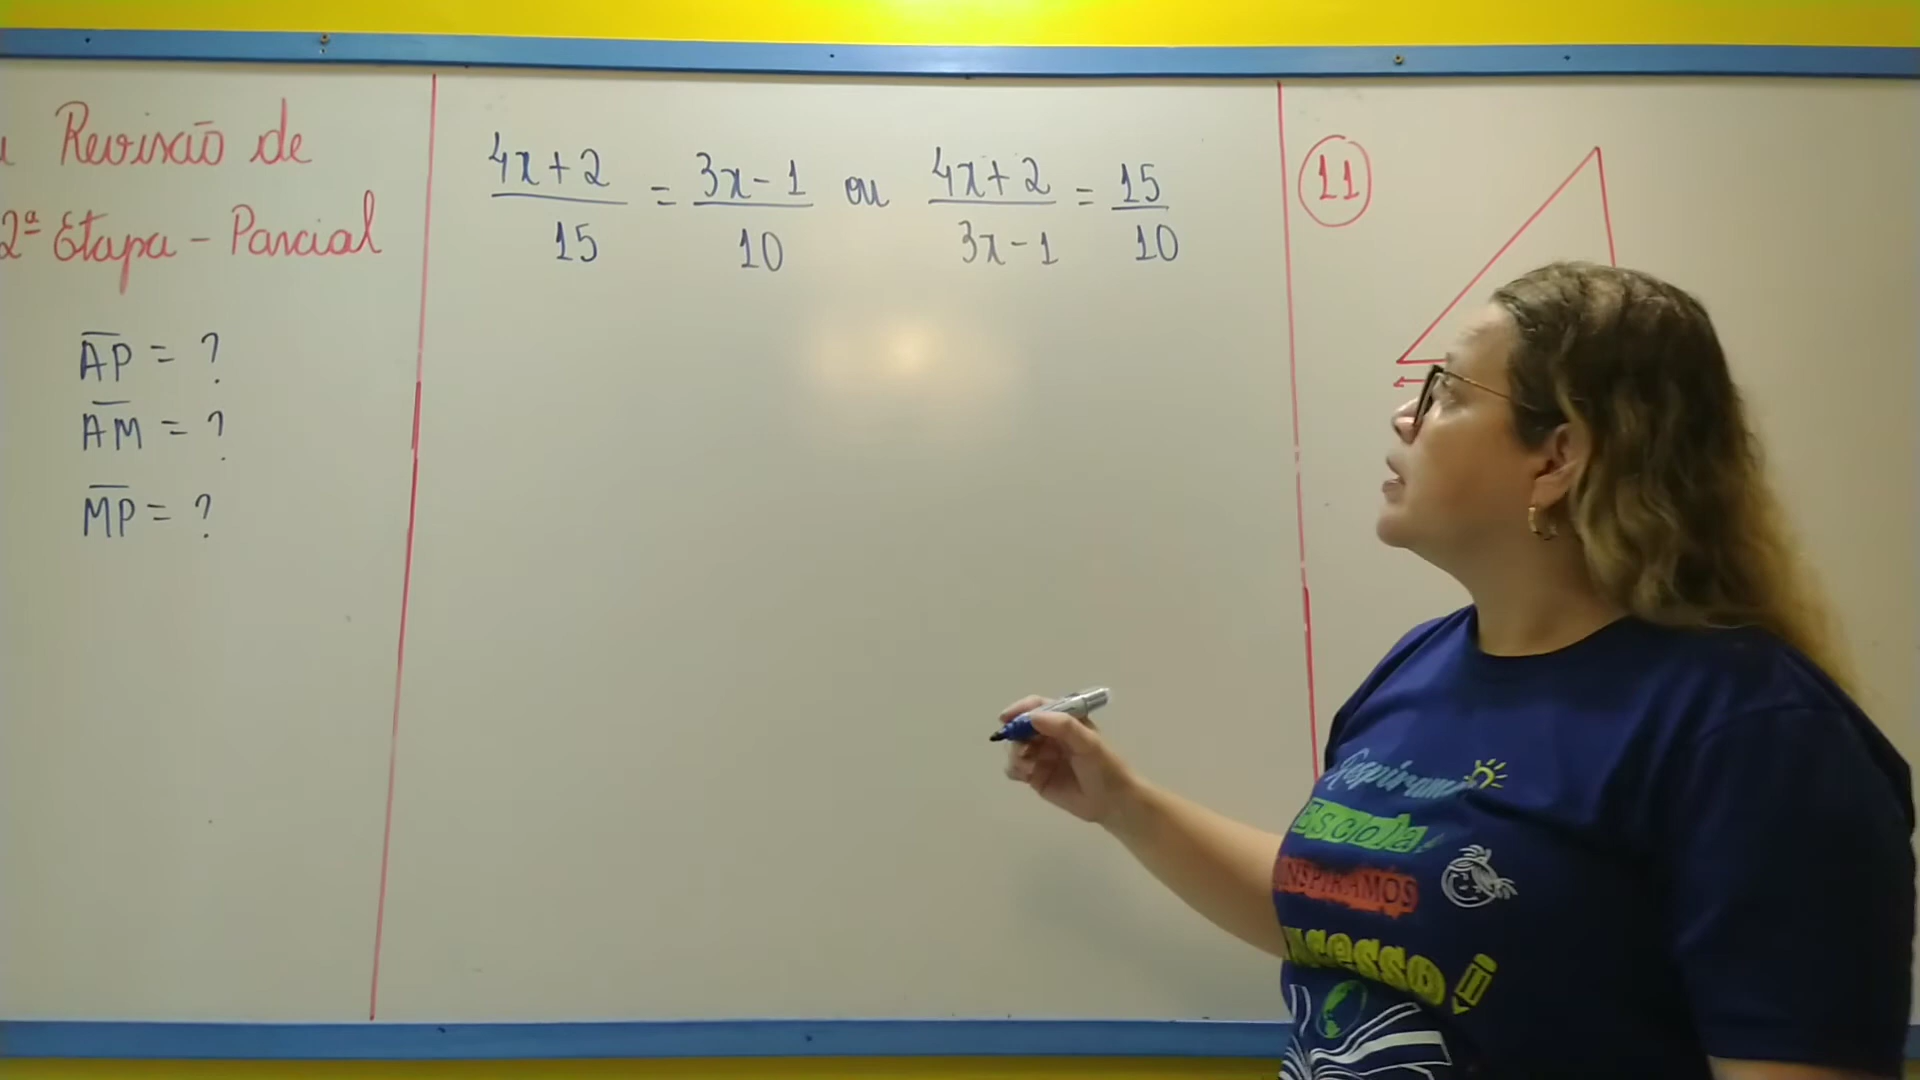 Revisão de
2ª Etapa - Parcial
AP = ?
AM = ?
MP = ?
4x+2 / 15 = 3x-1 / 10 ou 4x+2 / 3x-1 = 15 / 10
11
Escola
INSPIRAMOS